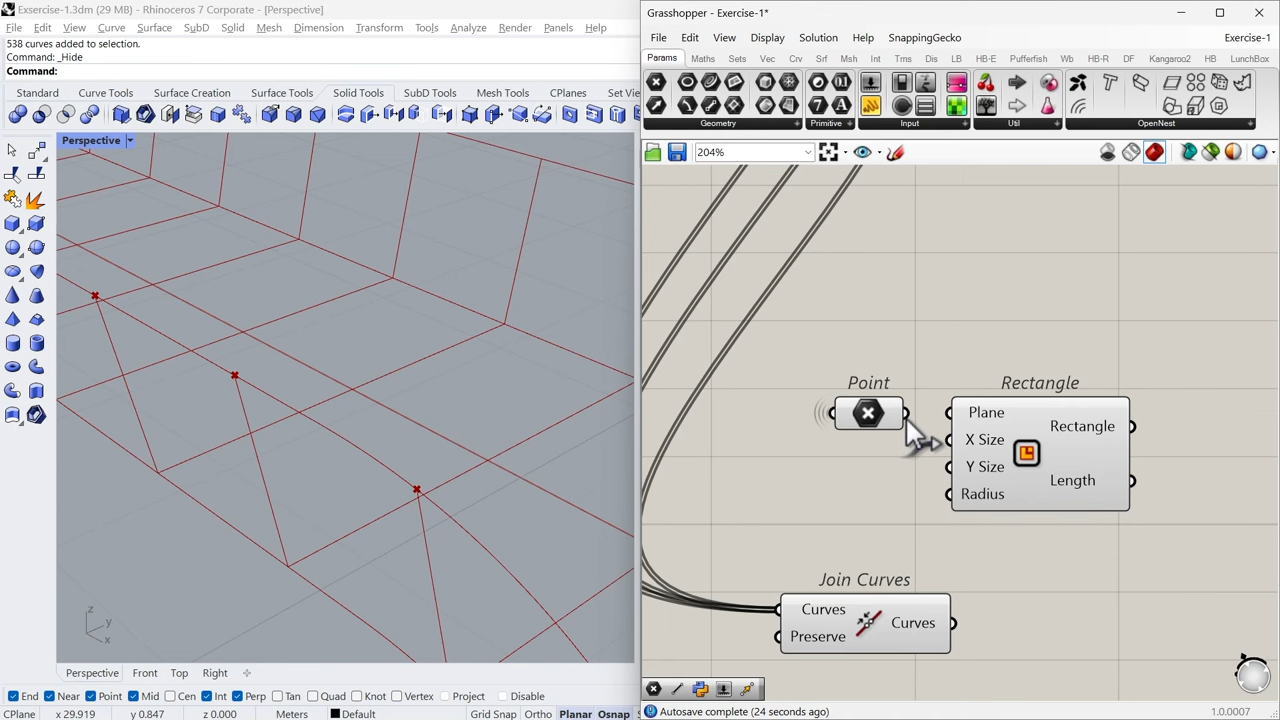 Exsercise-1.3dm (29 MB) - Rhinoceros 7 Corporate - [Perspective]
File Edit View Curve Surface SubD Solid Mesh Dimension Transform Tools Analyze Render Panels Help
538 curves added to selection.
Command: _Hide
Command:
Standard Curve Tools Surface Creation Surface Tools Solid Tools SubD Tools Mesh Tools CPlanes Set Vie
Perspective
z
y
x
Perspective Front Top Right
End Near Point Mid Cen Int Perp Tan Quad Knot Vertex Project Disable
CPlane x 29.919 y 0.847 z 0.000 Meters Default Grid Snap Ortho Planar Osnap
Grasshopper - Exercise-1*
File Edit View Display Solution Help SnappingGecko Exercise-1
Params Maths Sets Vec Crv Srf Msh Int Trns Dis LB HB-E Pufferfish Wb HB-R DF Kangaroo2 HB LunchBox
Geometry Primitive Input Util OpenNest
204%
Point Rectangle
Plane
X Size
Y Size
Radius
Rectangle
Length
Join Curves
Curves
Preserve
Curves
Autosave complete (24 seconds ago) 1.0.0007